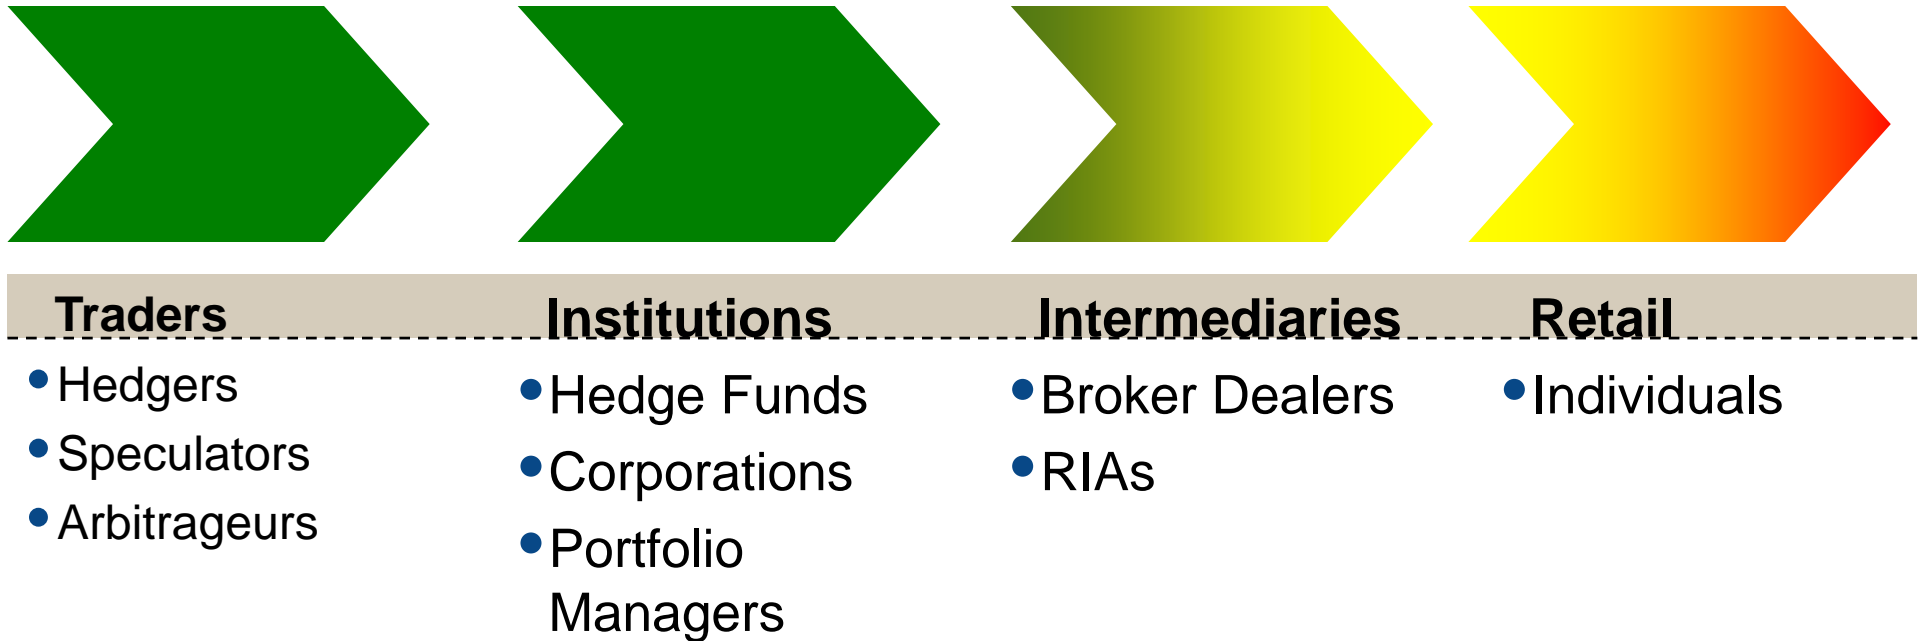 Traders
Institutions
Intermediaries
Retail
•Hedgers
•Speculators
•Arbitrageurs
•Hedge Funds
•Corporations
•Portfolio
Managers
•Broker Dealers
•RIAs
•Individuals